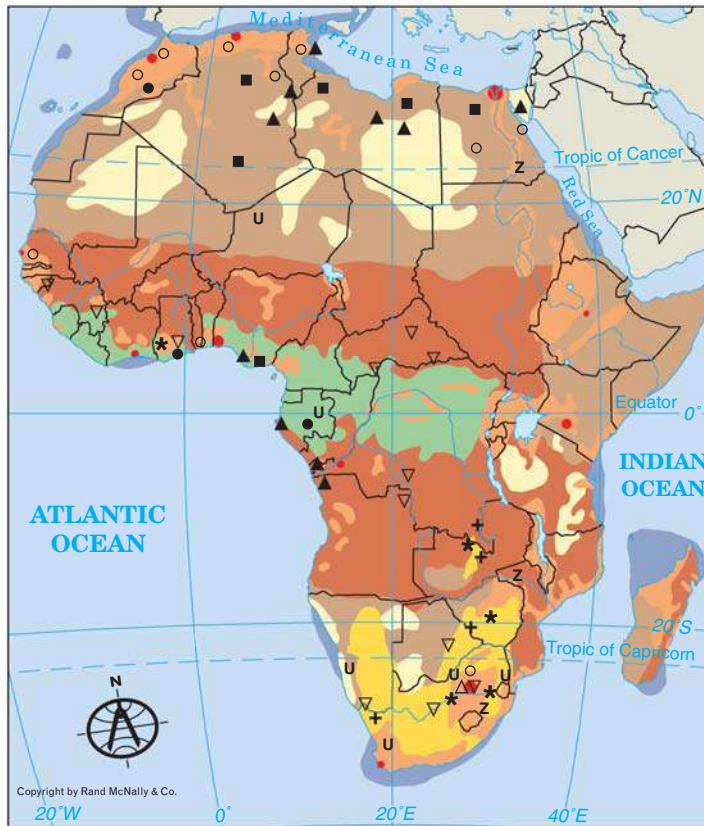 Mediterranean Sea
Z
Tropic of Cancer
Red Sea
20°N
U
Equator
0°
U
INDIAN
OCEAN
ATLANTIC
OCEAN
Z
20°S
Tropic of Capricorn
U
U
U
Z
U
N
Copyright by Rand McNally & Co.
20°W
0°
20°E
40°E